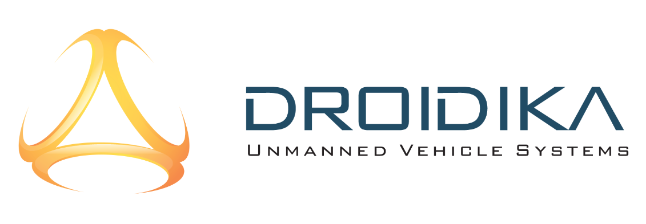 DROIDIKA
UNMANNED VEHICLE SYSTEMS